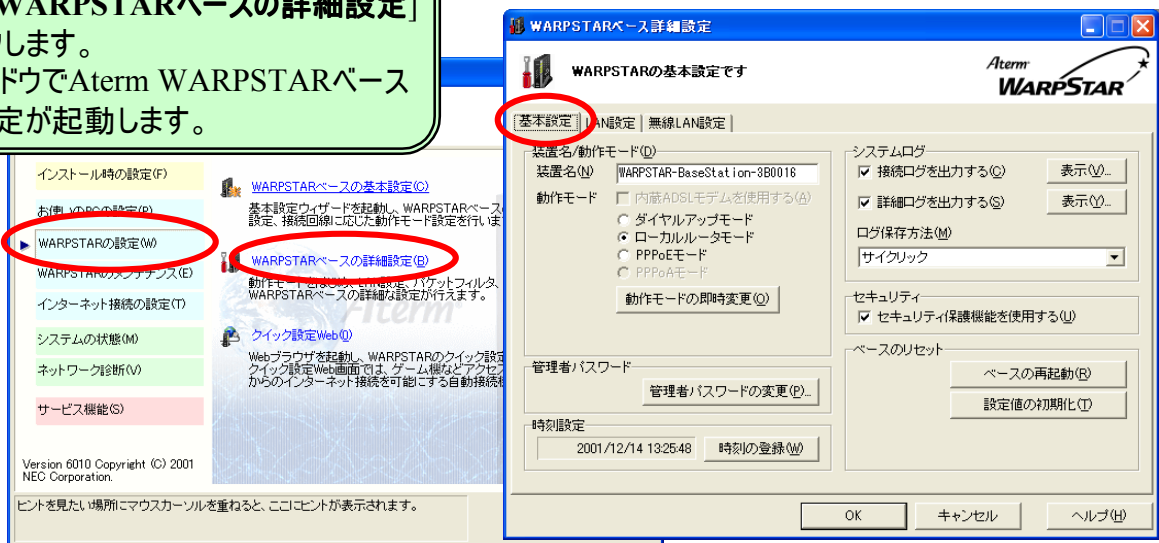 WARPSTARベースの詳細設定］
します。
ドウでAterm WARPSTARベース
定が起動します。
インストール時の設定(F)
お使いのPCの設定(P)
WARPSTARの設定(W)
WARPSTARのメンテナンス(E)
インターネット接続の設定(T)
システムの状態(M)
ネットワーク診断(V)
サービス機能(S)
Version 6010 Copyright (C) 2001
NEC Corporation.
WARPSTARベースの基本設定(C)
基本設定ウィザードを起動し、WARPSTARベース
設定、接続回線に応じた動作モード設定を行いま
WARPSTARベースの詳細設定(B)
動作モードをはじめ、LAN設定、パケットフィルタ、
WARPSTARベースの詳細な設定が行えます。
Aterm
クイック設定Web(Q)
Webブラウザを起動し、WARPSTARのクイック設定
クイック設定Web画面では、ゲーム機などアクセス
からのインターネット接続を可能にする自動接続
ヒントを見たい場所にマウスカーソルを重ねると、ここにヒントが表示されます。
WARPSTARベース詳細設定
WARPSTARの基本設定です
Aterm
WARPSTAR
基本設定 LAN設定 無線LAN設定
装置名/動作モード(D)
装置名(N) WARPSTAR-BaseStation-3B0016
動作モード 内蔵ADSLモデムを使用する(A)
ダイヤルアップモード
ローカルルータモード
PPPoEモード
PPPoAモード
動作モードの即時変更(O)
管理者パスワード
管理者パスワードの変更(P)...
時刻設定
2001/12/14 13:25:48 時刻の登録(W)
システムログ
接続ログを出力する(C) 表示(V)...
詳細ログを出力する(S) 表示(Y)...
ログ保存方法(M)
サイクリック
セキュリティ
セキュリティ保護機能を使用する(U)
ベースのリセット
ベースの再起動(R)
設定値の初期化(T)
OK キャンセル ヘルプ(H)